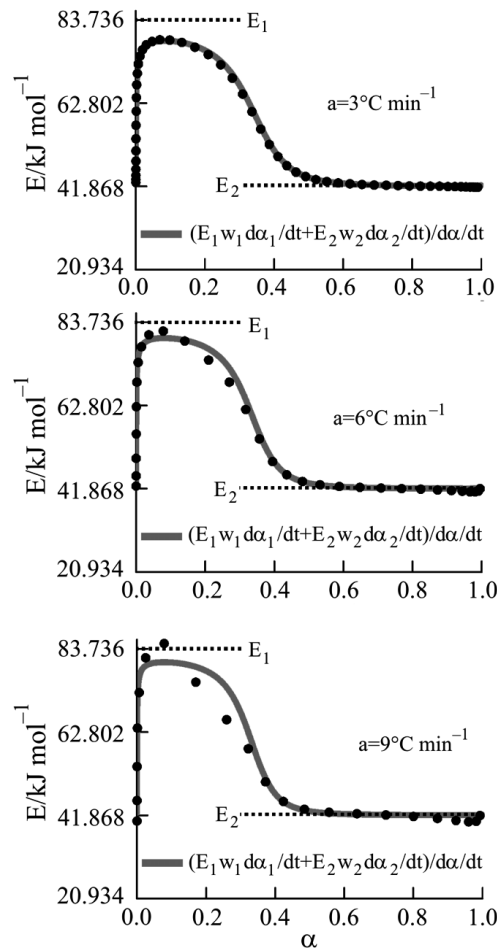 83.736
E₁
62.802
a=3°C min⁻¹
E/kJ mol⁻¹
41.868
E₂
(E₁w₁dα₁/dt+E₂w₂dα₂/dt)/dα/dt
20.934
0.0 0.2 0.4 0.6 0.8 1.0
83.736
E₁
62.802
a=6°C min⁻¹
E/kJ mol⁻¹
41.868
E₂
(E₁w₁dα₁/dt+E₂w₂dα₂/dt)/dα/dt
20.934
0.0 0.2 0.4 0.6 0.8 1.0
83.736
E₁
62.802
a=9°C min⁻¹
E/kJ mol⁻¹
41.868
E₂
(E₁w₁dα₁/dt+E₂w₂dα₂/dt)/dα/dt
20.934
0.0 0.2 0.4 0.6 0.8 1.0
α